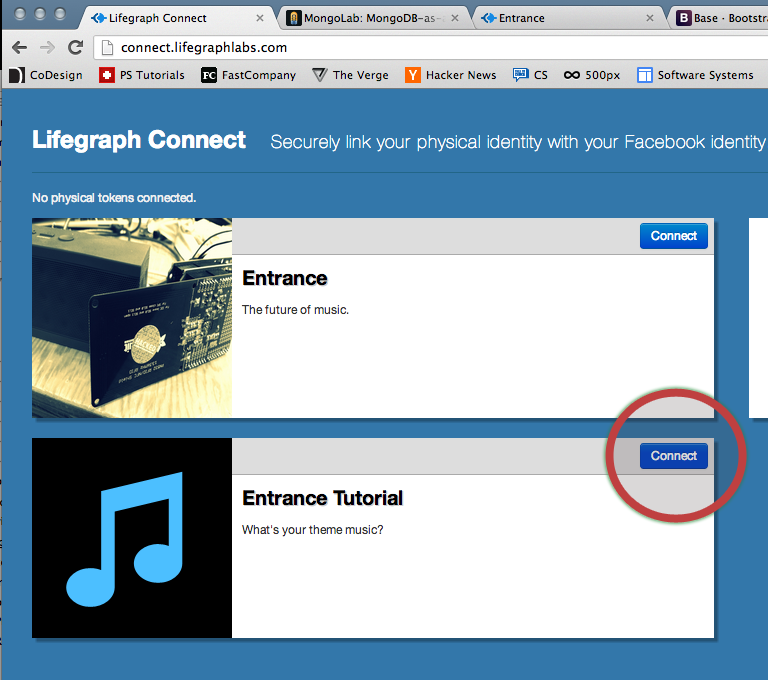 Lifegraph Connect
MongoLab: MongoDB-as-a
Entrance
Base · Bootstra
connect.lifegraphlabs.com
CoDesign
PS Tutorials
FC FastCompany
The Verge
Y Hacker News
CS
500px
Software Systems
Lifegraph Connect Securely link your physical identity with your Facebook identity
No physical tokens connected.
Connect
Entrance
The future of music.
Connect
Entrance Tutorial
What's your theme music?